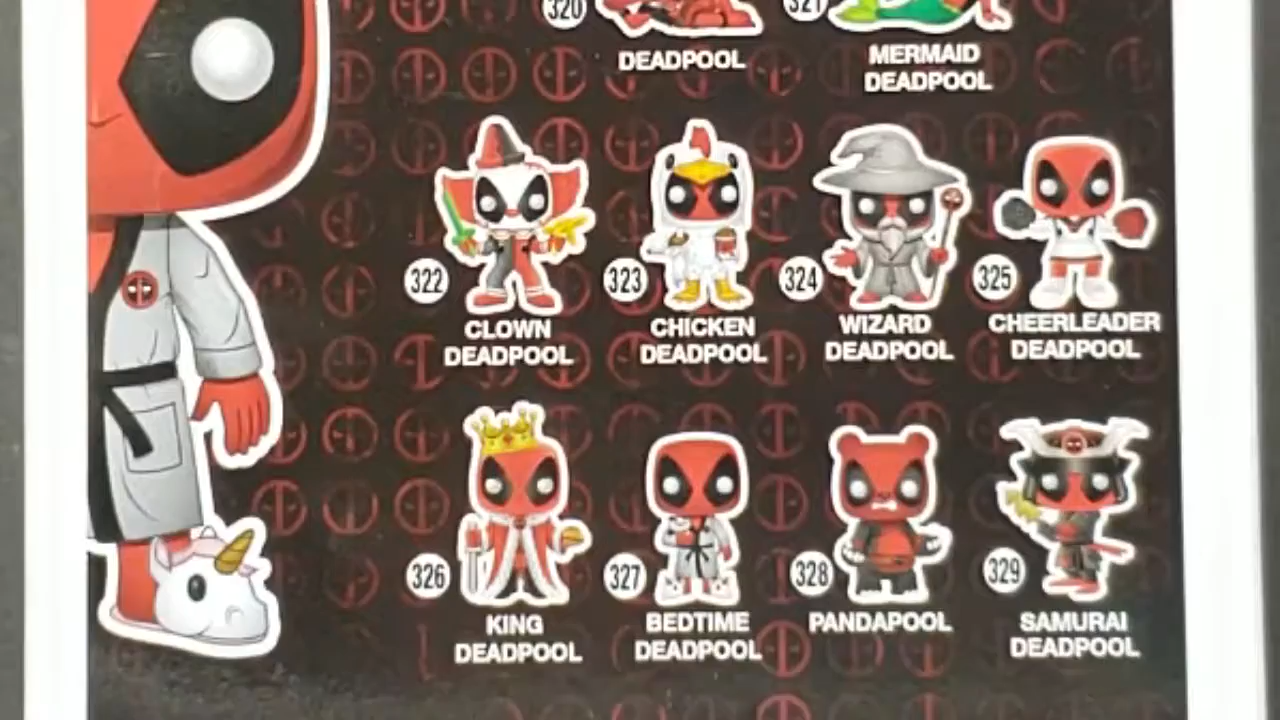 320
321
DEADPOOL
MERMAID
DEADPOOL
322
323
324
325
CLOWN
DEADPOOL
CHICKEN
DEADPOOL
WIZARD
DEADPOOL
CHEERLEADER
DEADPOOL
326
327
328
329
KING
DEADPOOL
BEDTIME
DEADPOOL
PANDAPOOL
SAMURAI
DEADPOOL